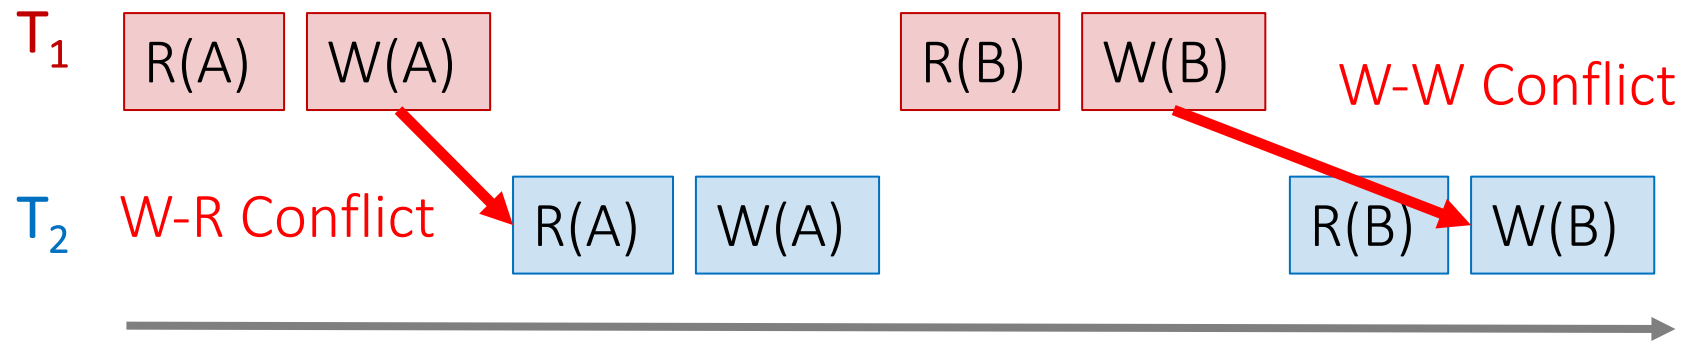 T1 R(A) W(A) R(B) W(B) W-W Conflict
T2 W-R Conflict R(A) W(A) R(B) W(B)